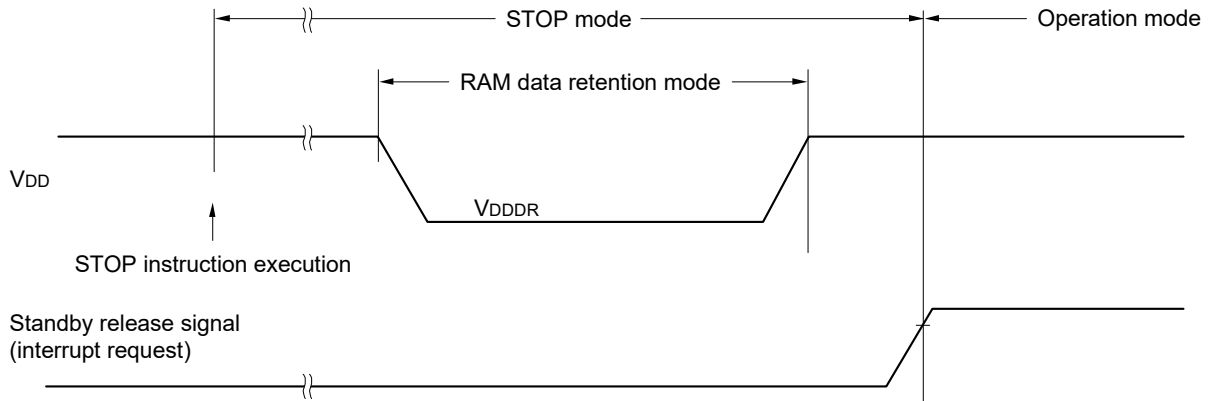 STOP mode
Operation mode
RAM data retention mode
VDD
VDDDR
STOP instruction execution
Standby release signal
(interrupt request)